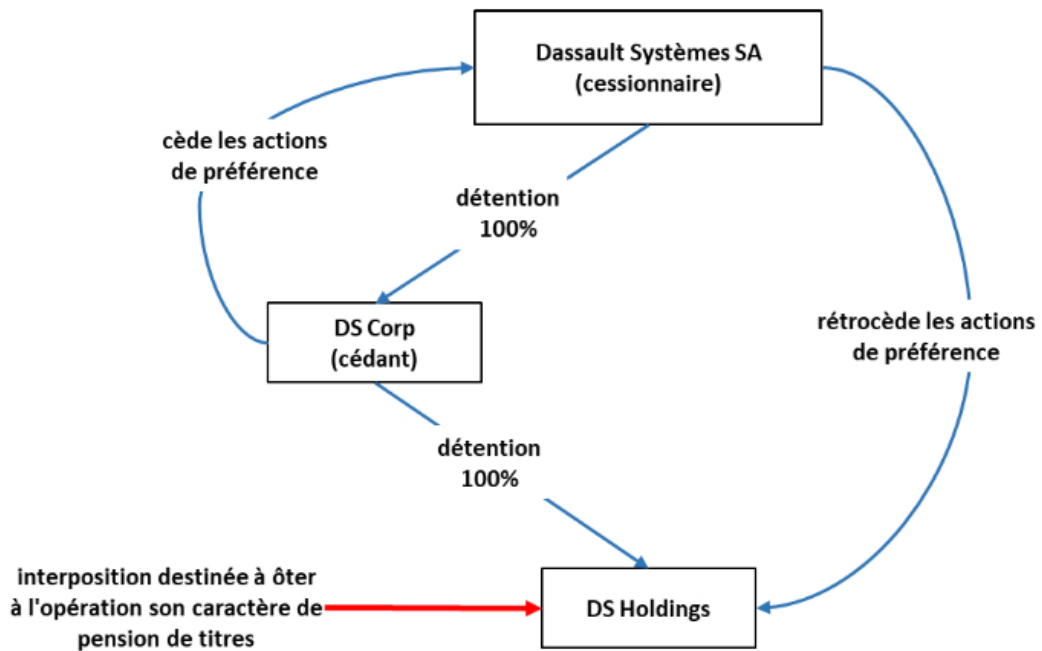 Dassault Systèmes SA
(cessionnaire)
cède les actions
de préférence
détention
100%
DS Corp
(cédant)
rétrocède les actions
de préférence
détention
100%
interposition destinée à ôter
à l'opération son caractère de
pension de titres
DS Holdings